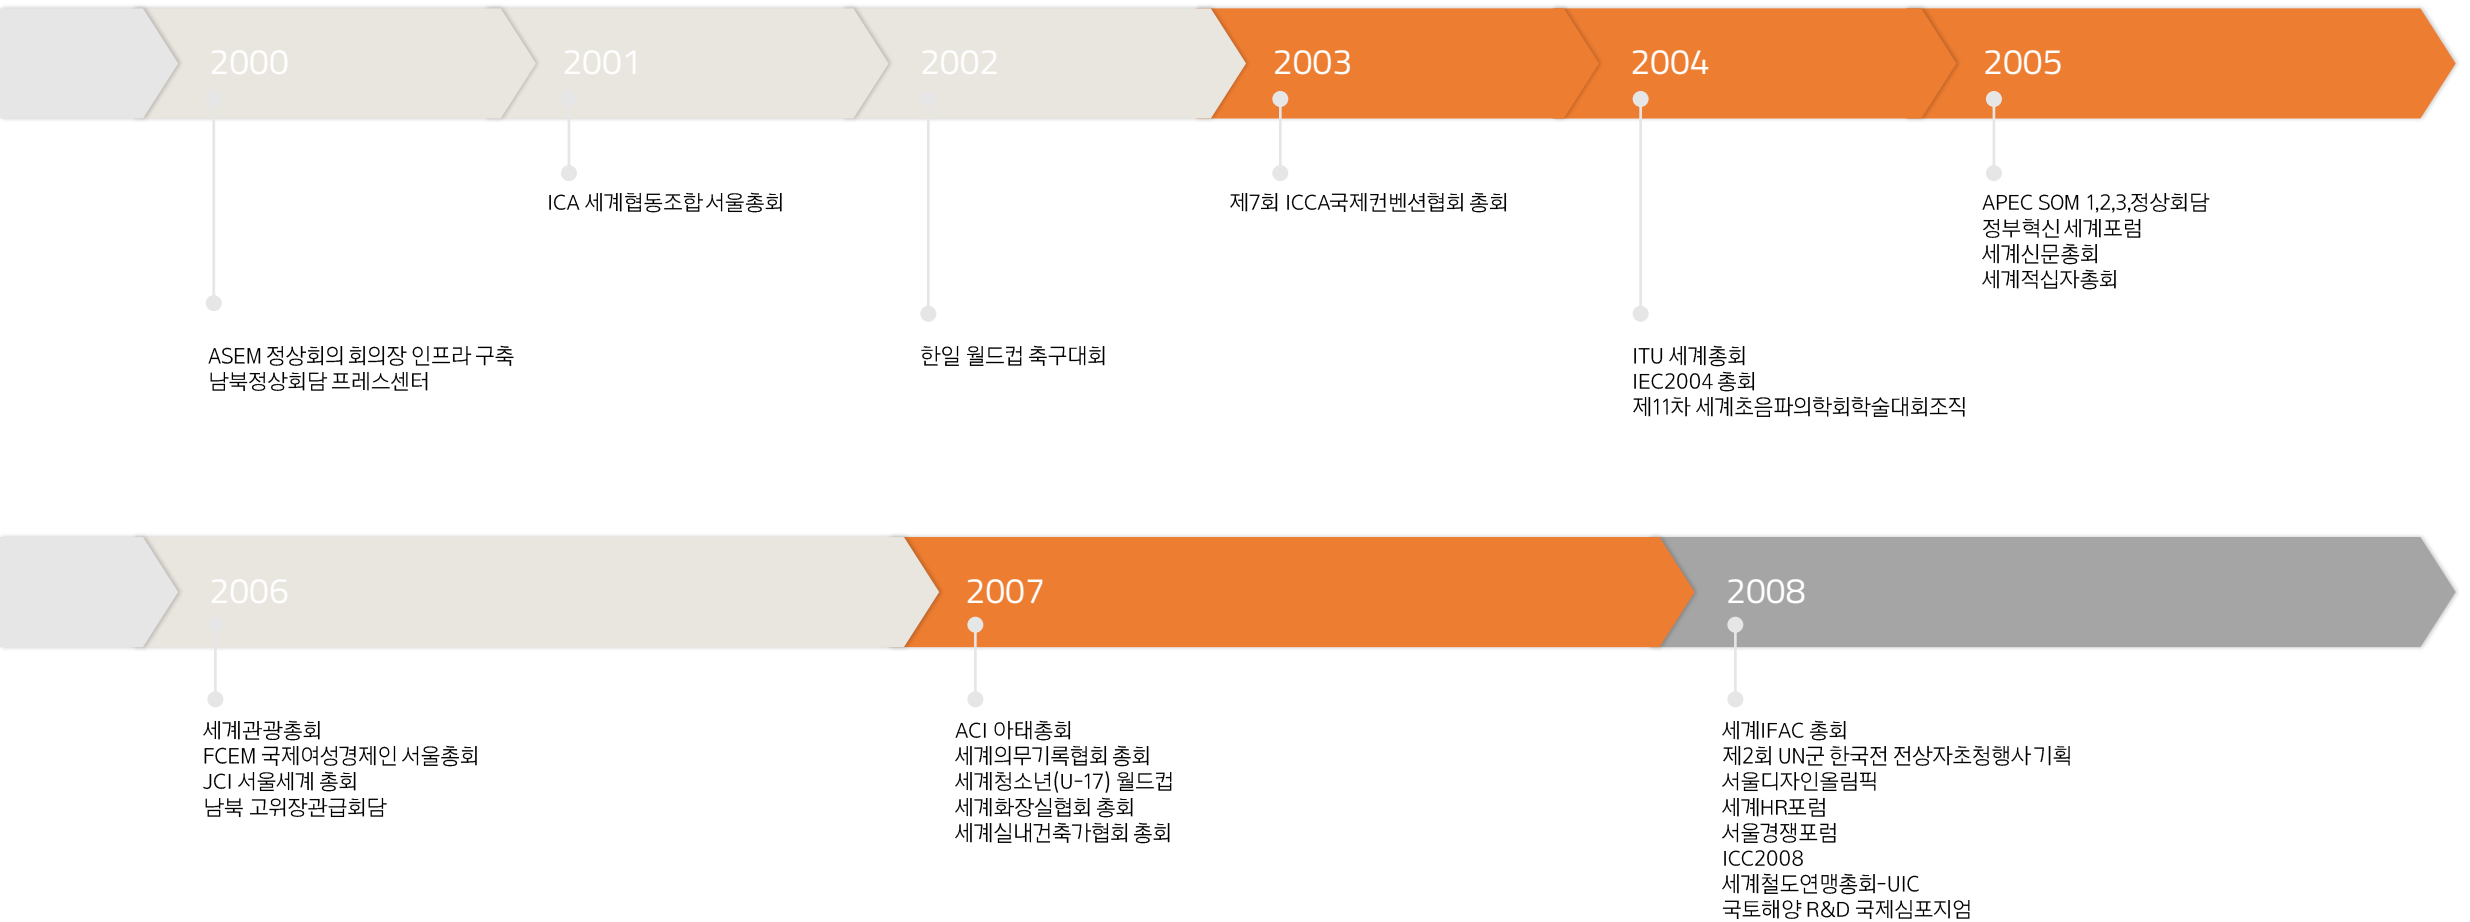 2000
2001
2002
2003
2004
2005
ICA 세계협동조합 서울총회
제7회 ICCA국제컨벤션협회 총회
APEC SOM 1,2,3,정상회담
정부혁신 세계포럼
세계신문총회
세계적십자총회
ASEM 정상회의 회의장 인프라 구축
남북정상회담 프레스센터
한일 월드컵 축구대회
ITU 세계총회
IEC2004 총회
제11차 세계초음파의학회학술대회조직
2006
2007
2008
세계관광총회
FCEM 국제여성경제인 서울총회
JCI 서울세계 총회
남북 고위장관급회담
ACI 아태총회
세계의무기록협회 총회
세계청소년(U-17) 월드컵
세계화장실협회 총회
세계실내건축가협회 총회
세계IFAC 총회
제2회 UN군 한국전 전상자초청행사 기획
서울디자인올림픽
세계HR포럼
서울경쟁포럼
ICC2008
세계철도연맹총회-UIC
국토해양 R&D 국제심포지엄